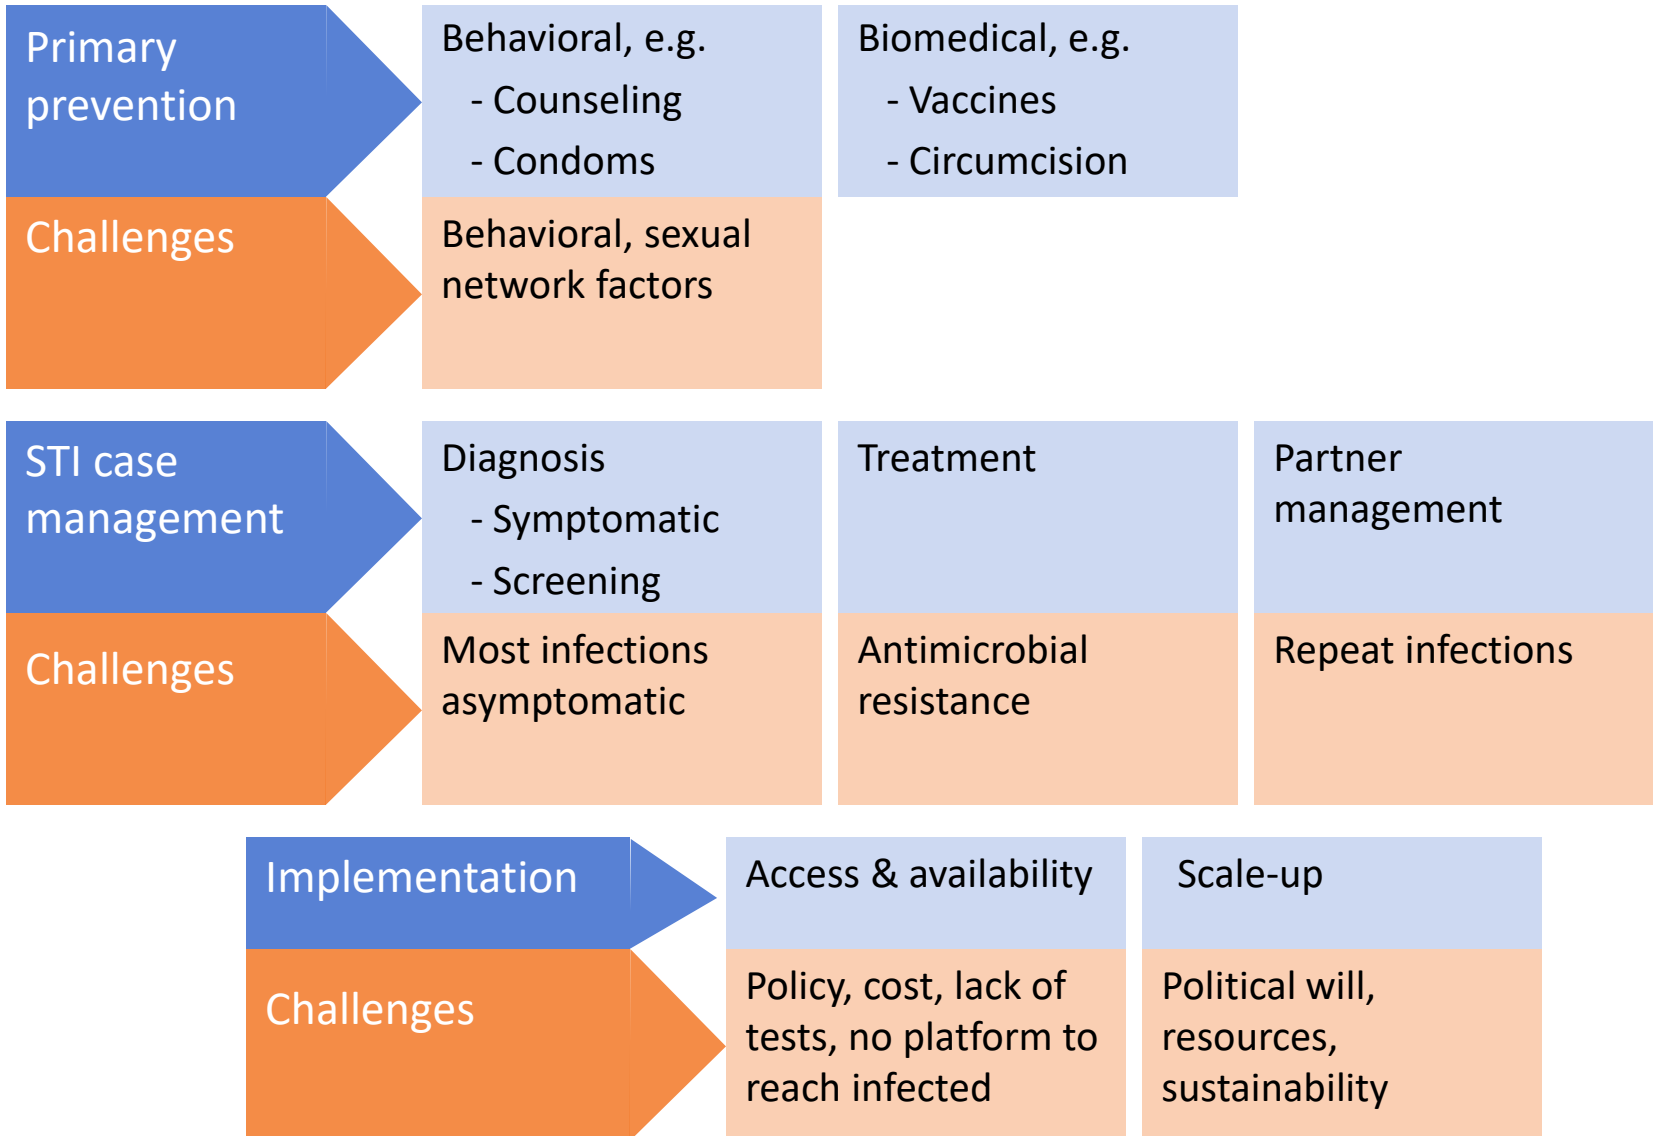 Primary
prevention
Behavioral, e.g.
- Counseling
- Condoms
Biomedical, e.g.
- Vaccines
- Circumcision
Challenges
Behavioral, sexual
network factors
STI case
management
Diagnosis
- Symptomatic
- Screening
Treatment
Partner
management
Challenges
Most infections
asymptomatic
Antimicrobial
resistance
Repeat infections
Implementation
Access & availability
Scale-up
Challenges
Policy, cost, lack of
tests, no platform to
reach infected
Political will,
resources,
sustainability